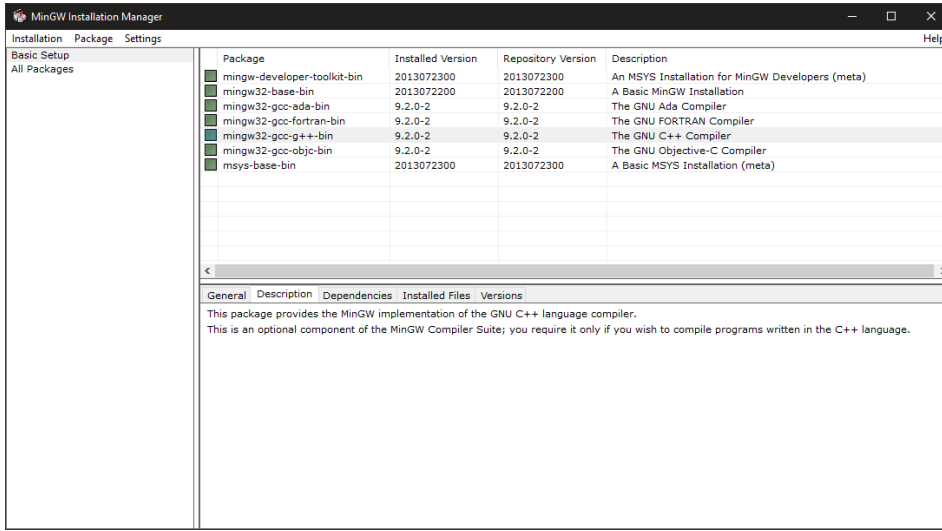 MinGW Installation Manager
Installation Package Settings Help
Basic Setup
All Packages
Package Installed Version Repository Version Description
mingw-developer-toolkit-bin 2013072300 2013072300 An MSYS Installation for MinGW Developers (meta)
mingw32-base-bin 2013072200 2013072200 A Basic MinGW Installation
mingw32-gcc-ada-bin 9.2.0-2 9.2.0-2 The GNU Ada Compiler
mingw32-gcc-fortran-bin 9.2.0-2 9.2.0-2 The GNU FORTRAN Compiler
mingw32-gcc-g++-bin 9.2.0-2 9.2.0-2 The GNU C++ Compiler
mingw32-gcc-objc-bin 9.2.0-2 9.2.0-2 The GNU Objective-C Compiler
msys-base-bin 2013072300 2013072300 A Basic MSYS Installation (meta)
General Description Dependencies Installed Files Versions
This package provides the MinGW implementation of the GNU C++ language compiler.
This is an optional component of the MinGW Compiler Suite; you require it only if you wish to compile programs written in the C++ language.